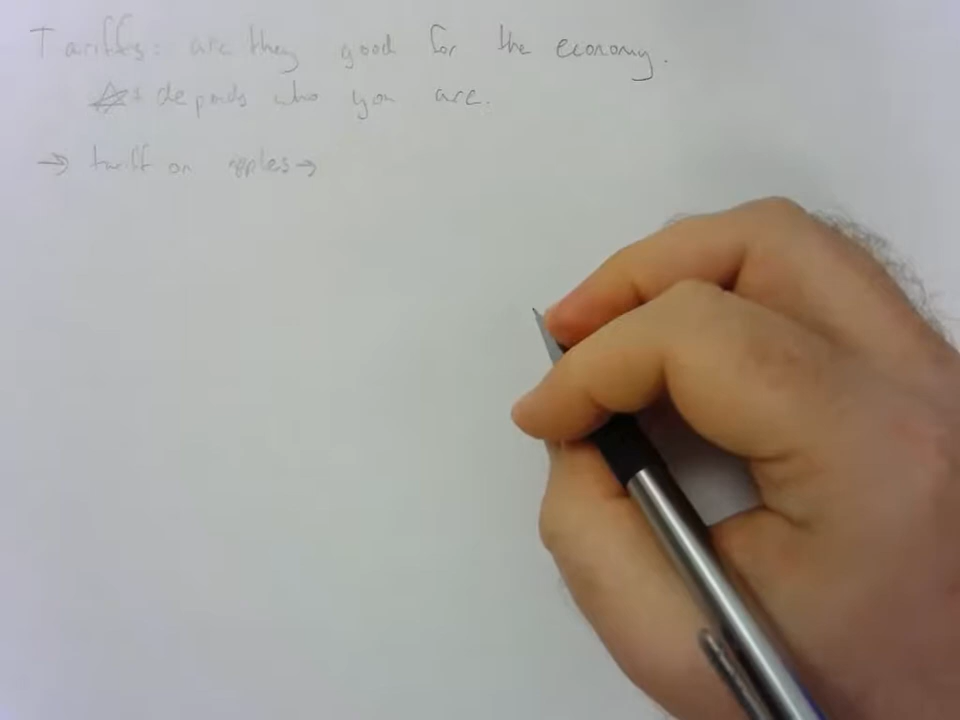 Tariffs: are they good for the economy.
depends who you are.
→ tariff on apples →